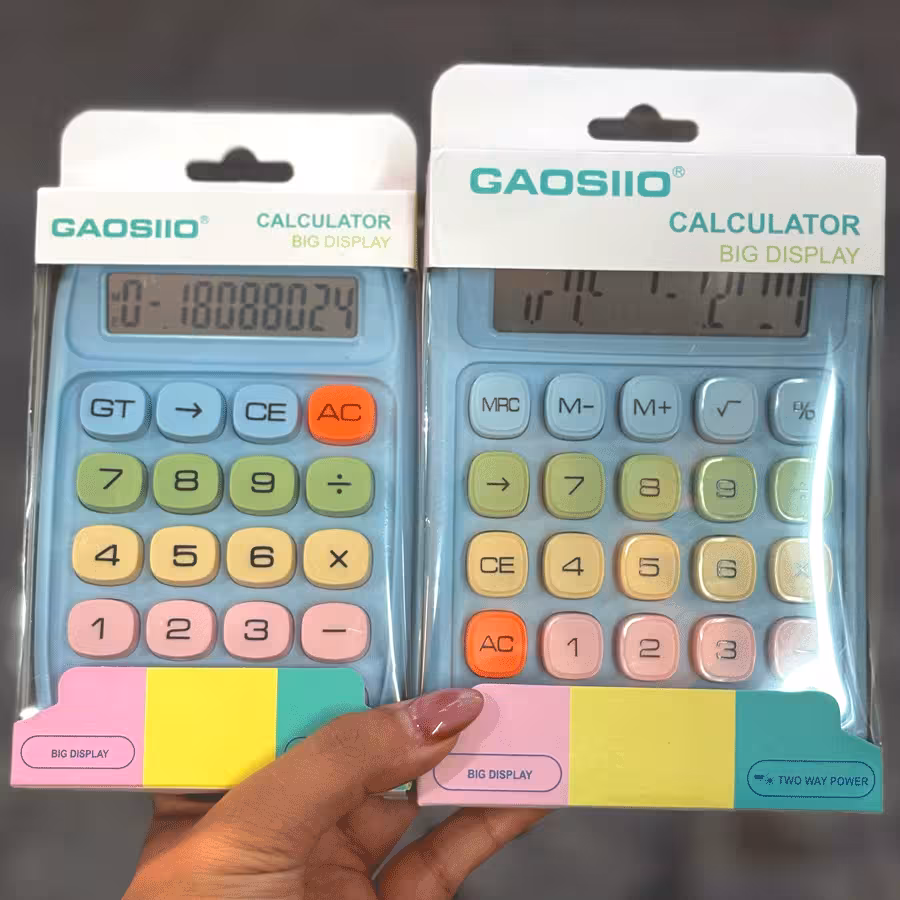 GAOSIIO®
CALCULATOR
BIG DISPLAY
0-18088024
GT → CE AC
7 8 9 ÷
4 5 6 ×
1 2 3 −
BIG DISPLAY
GAOSIIO®
CALCULATOR
BIG DISPLAY
MRC M− M+ √ %
→ 7 8 9 ÷
CE 4 5 6 ×
AC 1 2 3 −
BIG DISPLAY
TWO WAY POWER